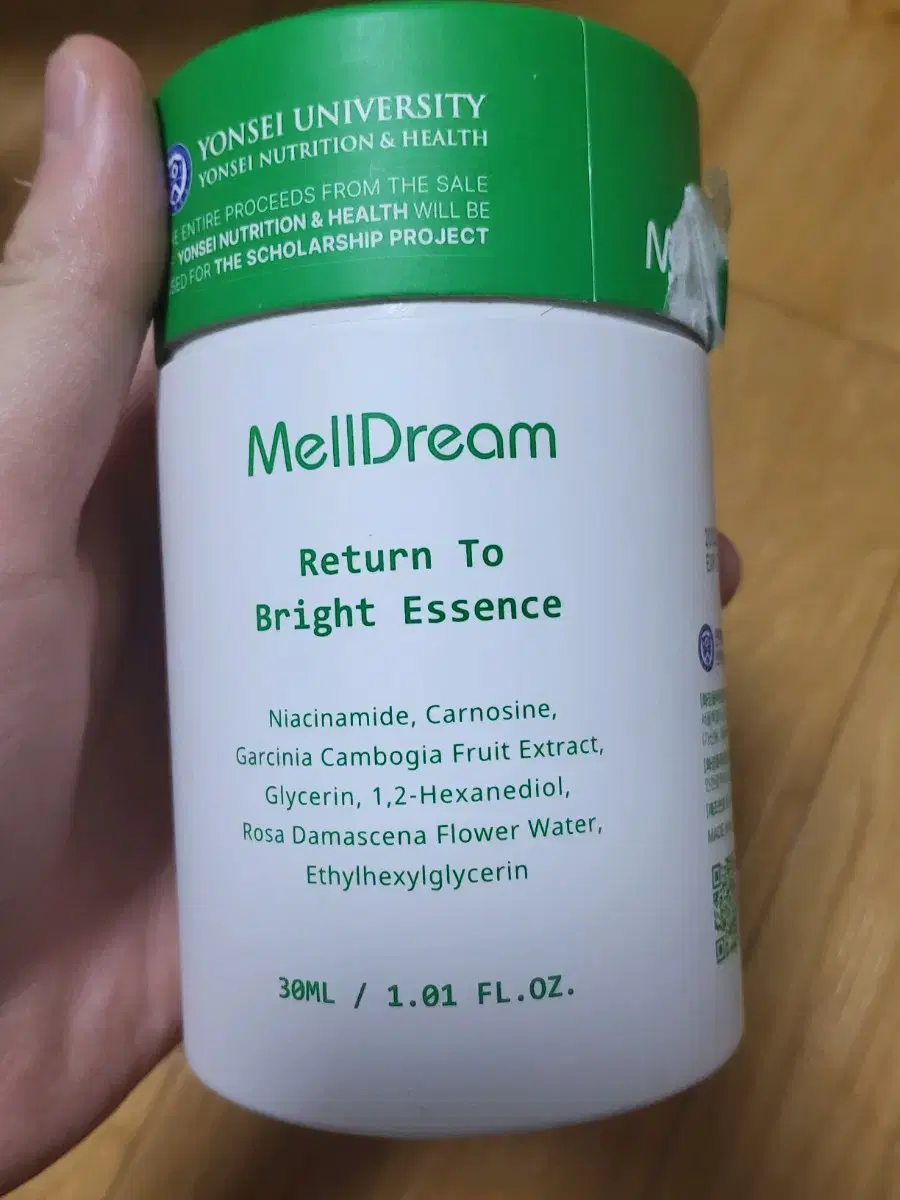 YONSEI UNIVERSITY
YONSEI NUTRITION & HEALTH
ENTIRE PROCEEDS FROM THE SALE
YONSEI NUTRITION & HEALTH WILL BE
FOR THE SCHOLARSHIP PROJECT
MellDream
Return To
Bright Essence
Niacinamide, Carnosine,
Garcinia Cambogia Fruit Extract,
Glycerin, 1,2-Hexanediol,
Rosa Damascena Flower Water,
Ethylhexylglycerin
30ML / 1.01 FL.OZ.
MADE